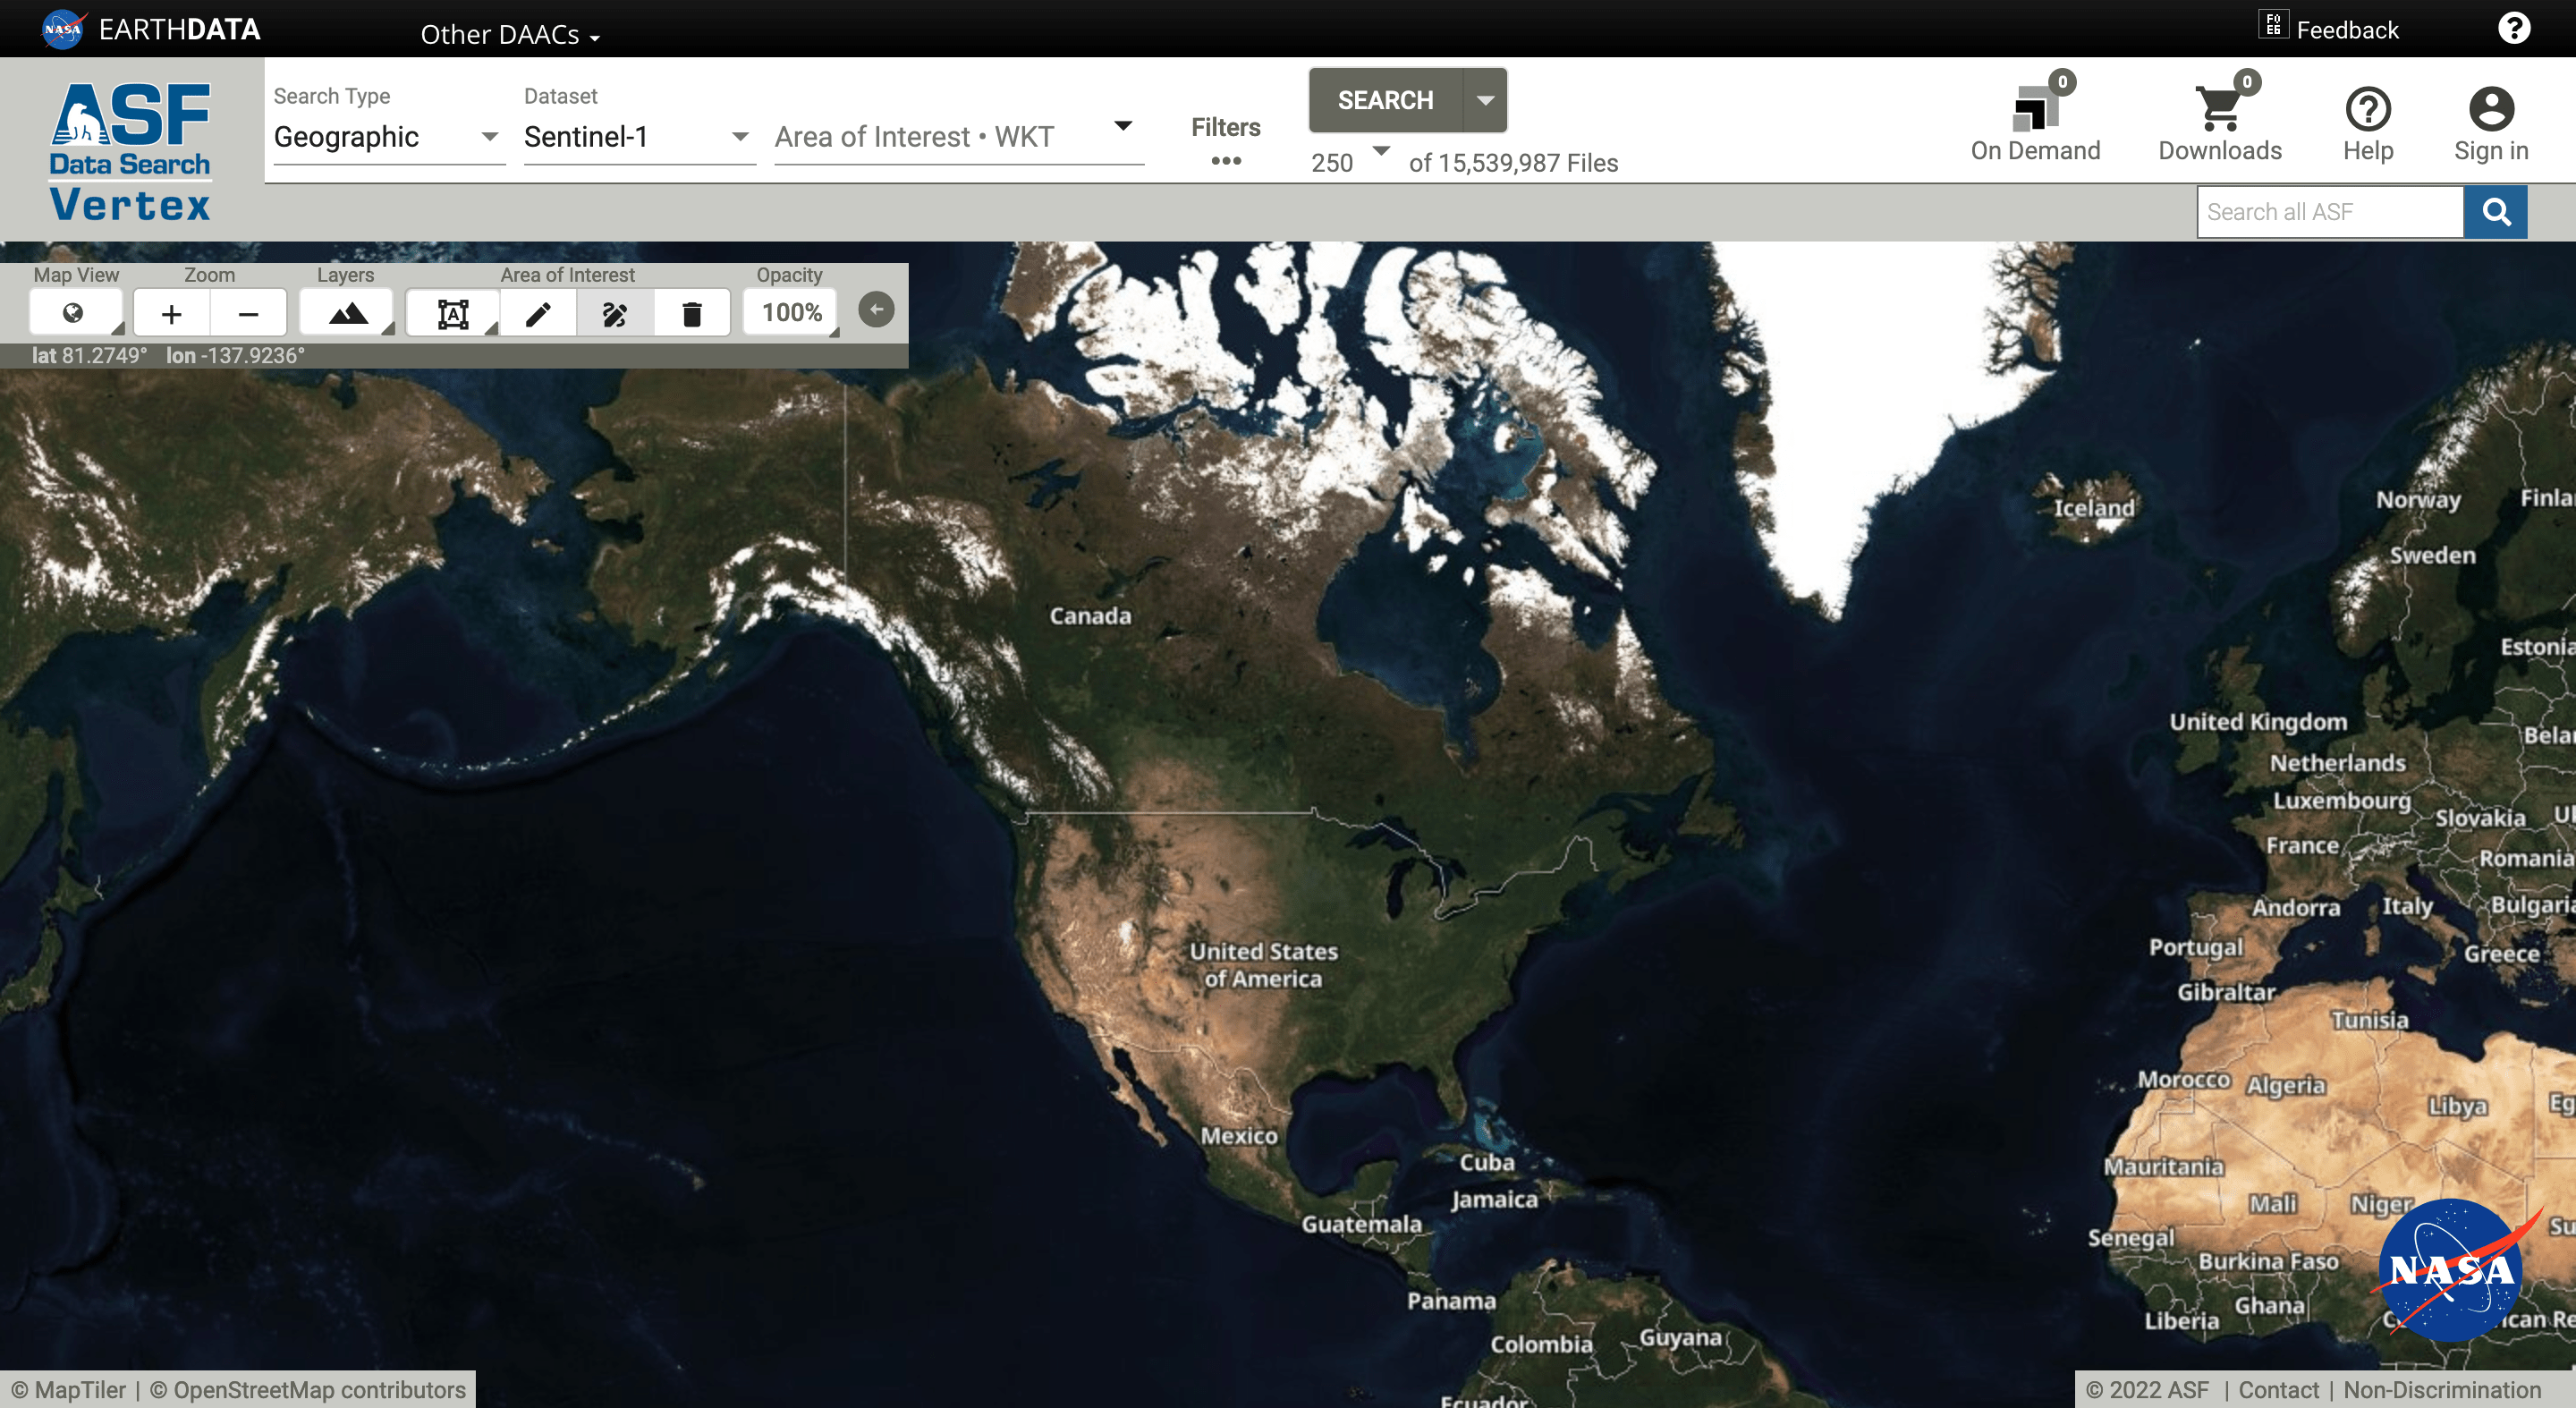 NASA EARTHDATA
Other DAACs
Feedback
ASF
Data Search
Vertex
Search Type
Geographic
Dataset
Sentinel-1
Area of Interest • WKT
Filters
SEARCH
250 of 15,539,987 Files
0
On Demand
0
Downloads
Help
Sign in
Search all ASF
Map View
Zoom
Layers
Area of Interest
Opacity
+
−
A
100%
lat 81.2749° lon -137.9236°
Iceland
Norway
Finla
Sweden
Canada
Estonia
United Kingdom
Belar
Netherlands
Luxembourg
Slovakia
France
Romania
Andorra
Italy
Bulgaria
United States
of America
Portugal
Greece
Gibraltar
Tunisia
Morocco
Algeria
Libya
Eg
Mexico
Cuba
Mauritania
Jamaica
Mali
Niger
Guatemala
Su
Senegal
Burkina Faso
NASA
Panama
Ghana
Liberia
ican Re
Guyana
Colombia
Ecuador
© MapTiler | © OpenStreetMap contributors
© 2022 ASF | Contact | Non-Discrimination